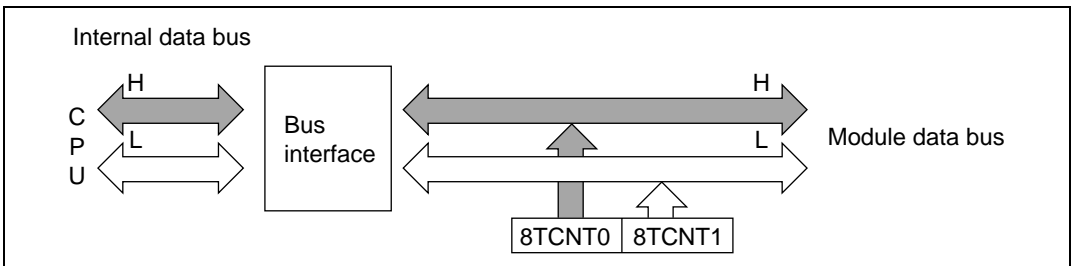 Internal data bus
H
H
C
P
U
L
Bus
interface
L
Module data bus
8TCNT0
8TCNT1